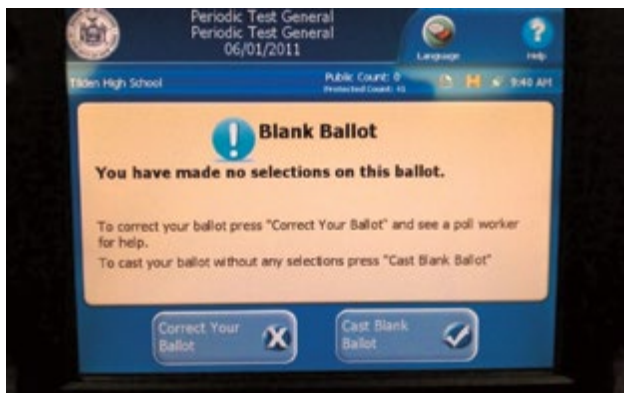 Periodic Test General
Periodic Test General
06/01/2011
Language
Help
Tilden High School
Public Count: 0
Protected Count: 41
9:40 AM
Blank Ballot
You have made no selections on this ballot.
To correct your ballot press "Correct Your Ballot" and see a poll worker
for help.
To cast your ballot without any selections press "Cast Blank Ballot"
Correct Your
Ballot
Cast Blank
Ballot